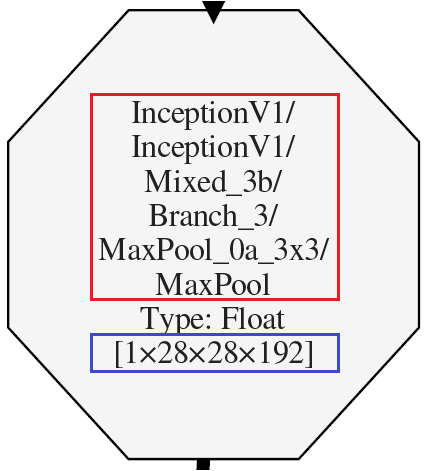 InceptionV1/
InceptionV1/
Mixed_3b/
Branch_3/
MaxPool_0a_3x3/
MaxPool
Type: Float
[1×28×28×192]